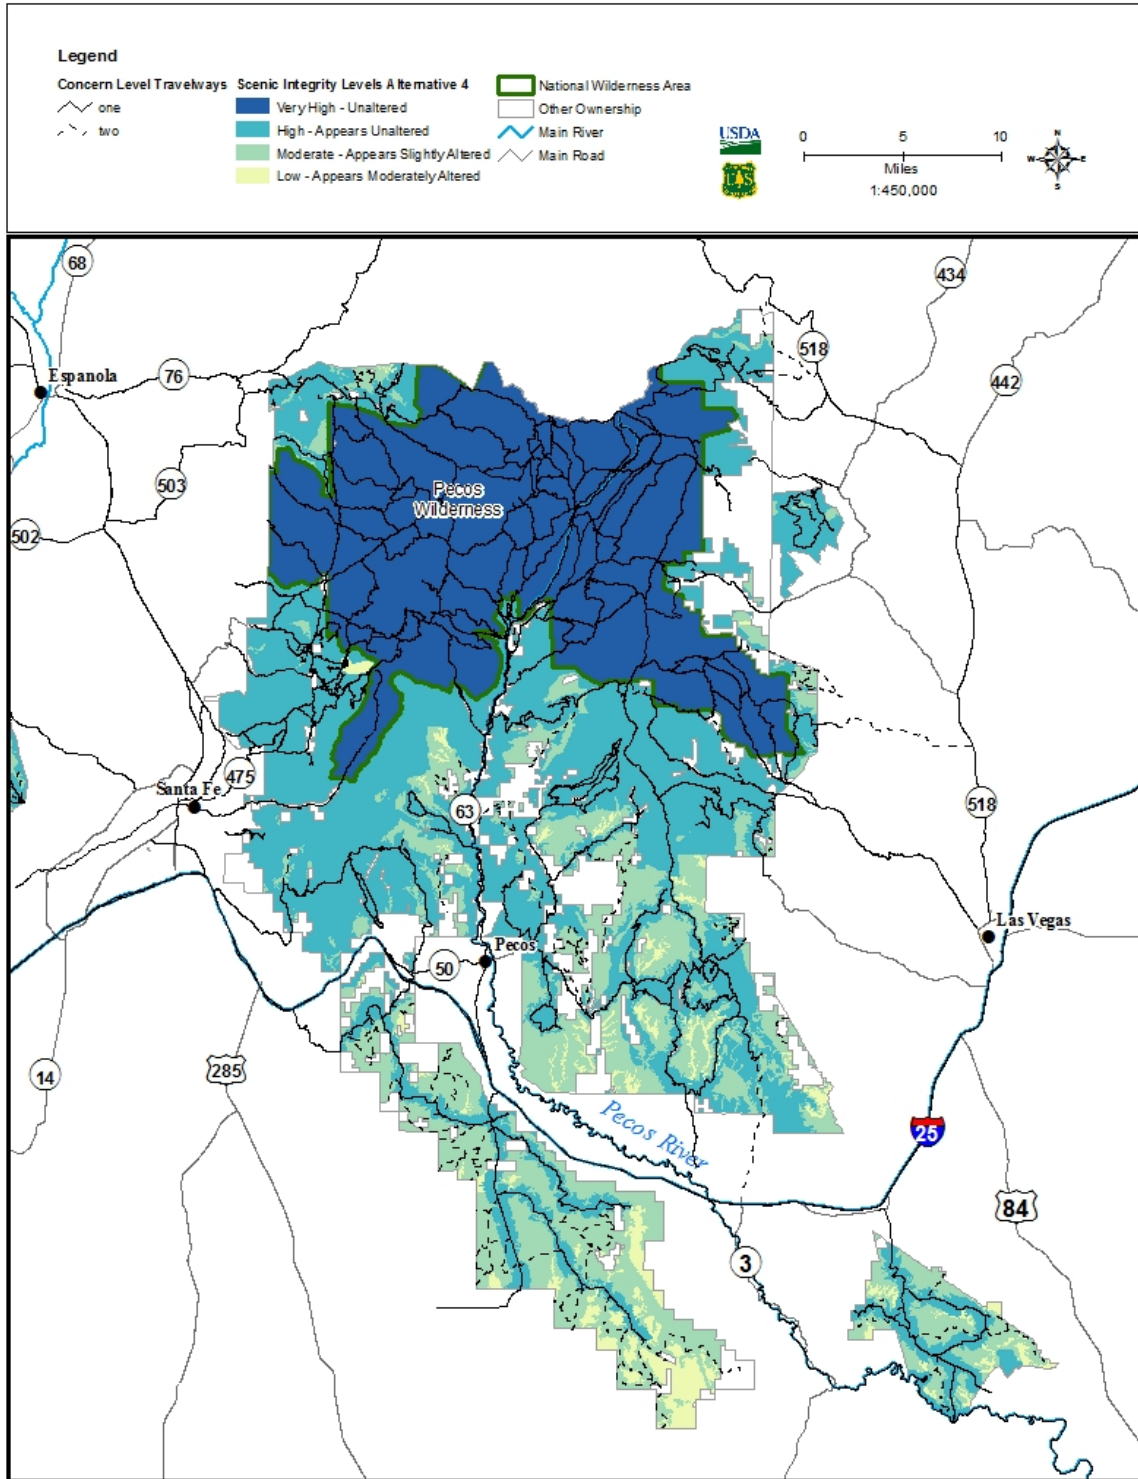 Legend
Concern Level Travelways
one
two
Scenic Integrity Levels Alternative 4
Very High - Unaltered
High - Appears Unaltered
Moderate - Appears Slightly Altered
Low - Appears Moderately Altered
National Wilderness Area
Other Ownership
Main River
Main Road
USDA
U S
0 5 10
Miles
1:450,000
N
W E
S
68
434
518
Espanola
76
442
503
Pecos
Wilderness
502
475
Santa Fe
63
518
Las Vegas
Pecos
50
14
285
Pecos River
25
84
3